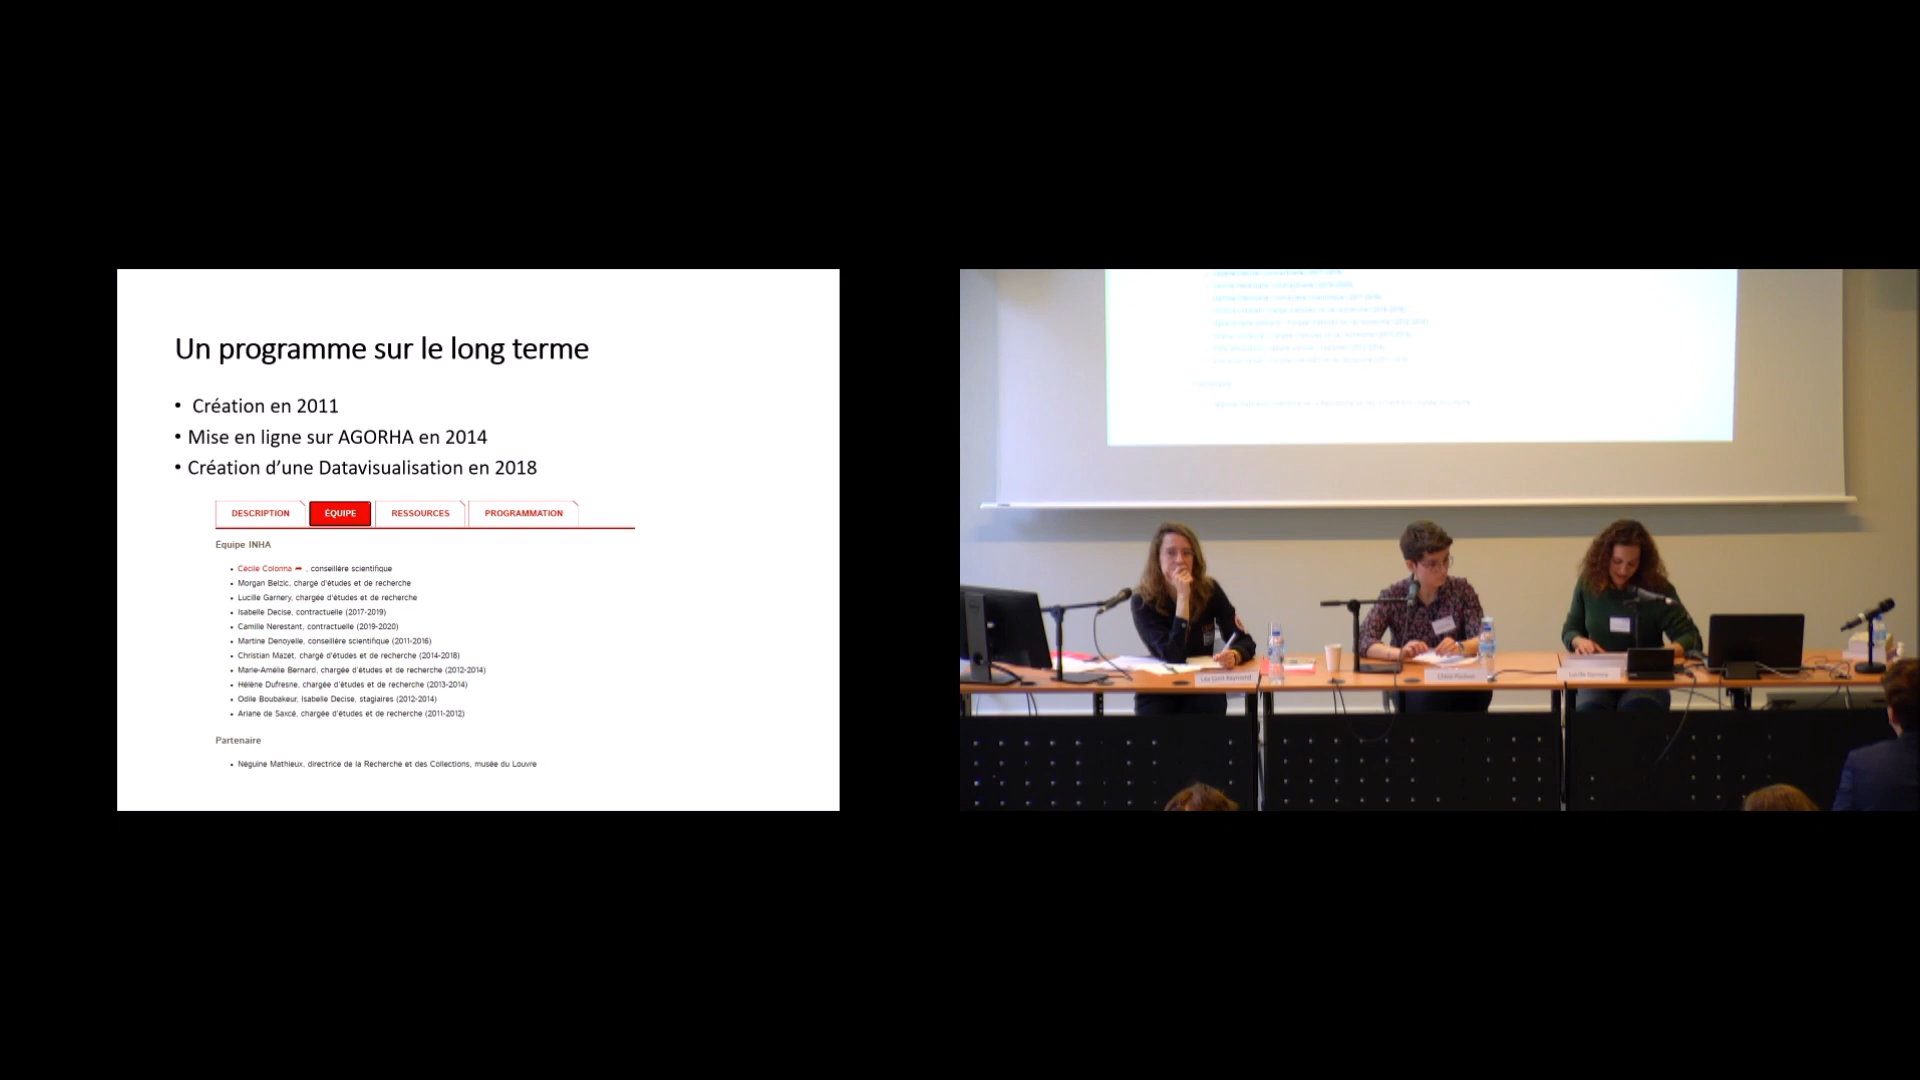 Un programme sur le long terme
• Création en 2011
• Mise en ligne sur AGORHA en 2014
• Création d’une Datavisualisation en 2018
DESCRIPTION ÉQUIPE RESSOURCES PROGRAMMATION
Équipe INHA
• Cécile Colonna , conseillère scientifique
• Morgan Belzic, chargé d'études et de recherche
• Lucille Garnery, chargée d'études et de recherche
• Isabelle Decise, contractuelle (2017-2019)
• Camille Nerestant, contractuelle (2019-2020)
• Martine Denoyelle, conseillère scientifique (2011-2016)
• Christian Mazet, chargé d'études et de recherche (2014-2018)
• Marie-Amélie Bernard, chargée d'études et de recherche (2012-2014)
• Hélène Dufresne, chargée d'études et de recherche (2013-2014)
• Odile Boubakeur, Isabelle Decise, stagiaires (2012-2014)
• Ariane de Saxcé, chargée d'études et de recherche (2011-2012)
Partenaire
• Néguine Mathieux, directrice de la Recherche et des Collections, musée du Louvre